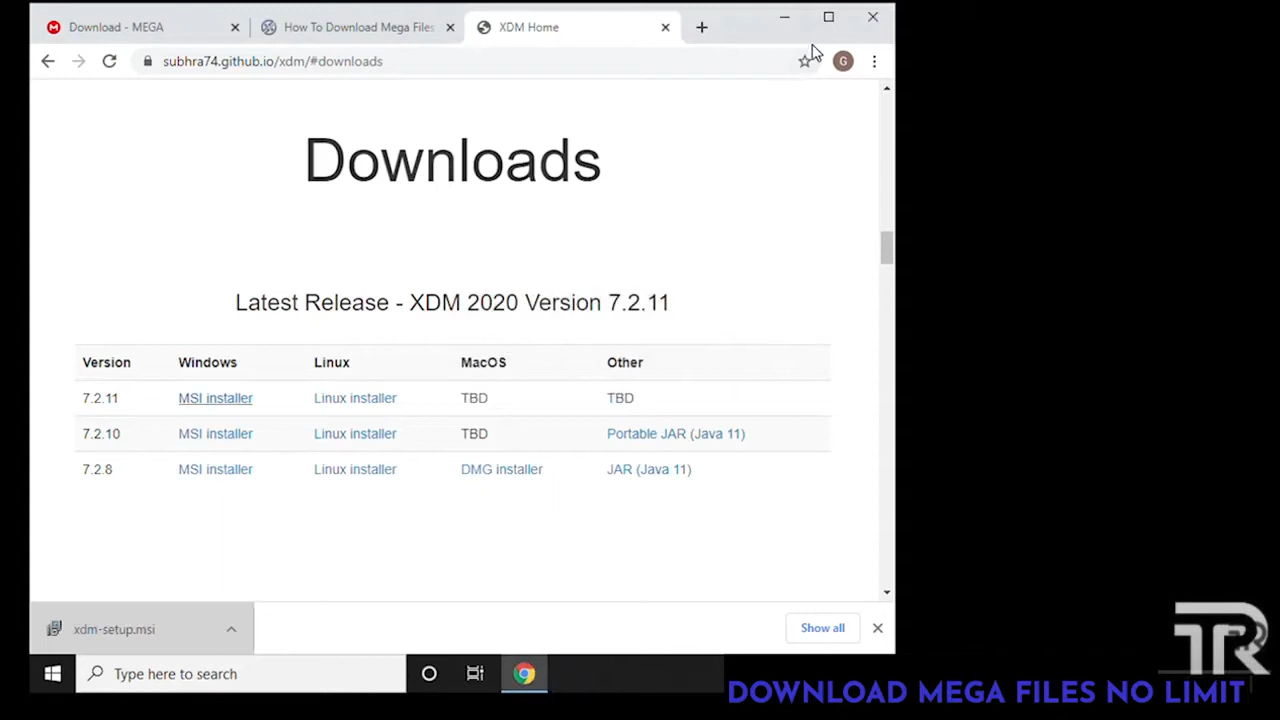 Download - MEGA
How To Download Mega Files
XDM Home
subhra74.github.io/xdm/#downloads
G
Downloads
Latest Release - XDM 2020 Version 7.2.11
Version Windows Linux MacOS Other
7.2.11 MSI installer Linux installer TBD TBD
7.2.10 MSI installer Linux installer TBD Portable JAR (Java 11)
7.2.8 MSI installer Linux installer DMG installer JAR (Java 11)
xdm-setup.msi
Show all
Type here to search
DOWNLOAD MEGA FILES NO LIMIT
TR